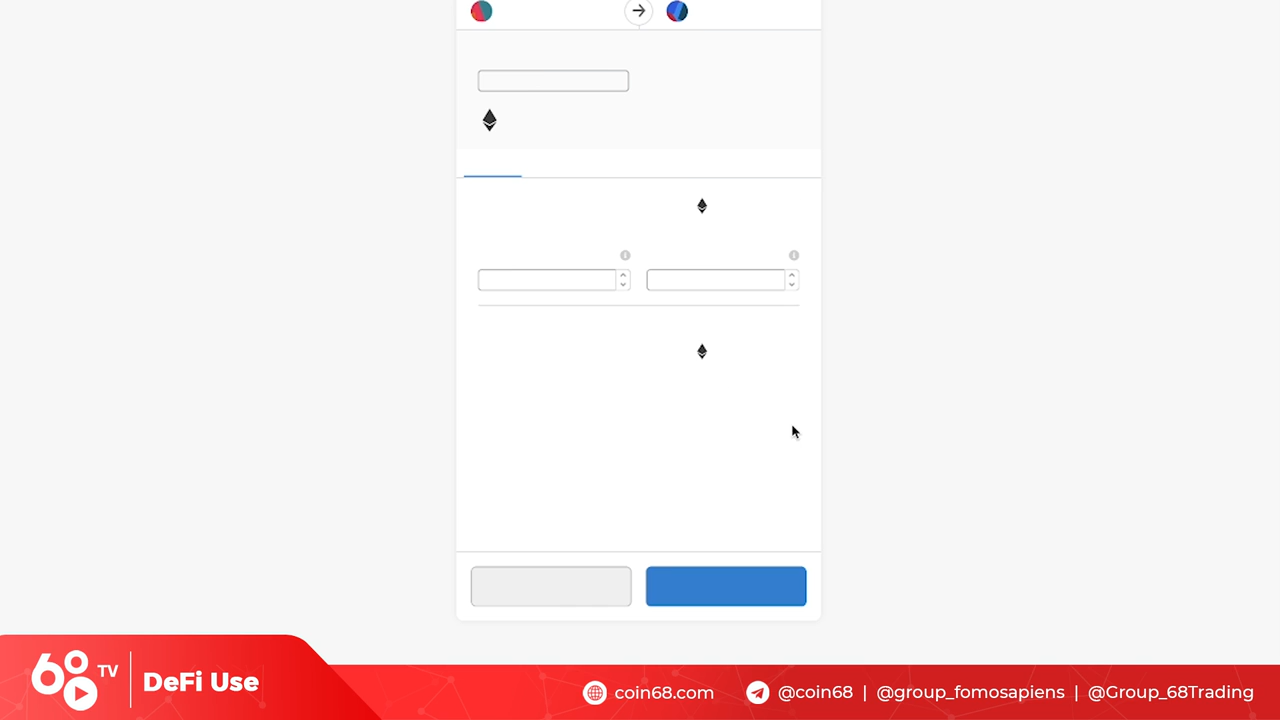 68 TV
DeFi Use
coin68.com
@coin68 | @group_fomosapiens | @Group_68Trading